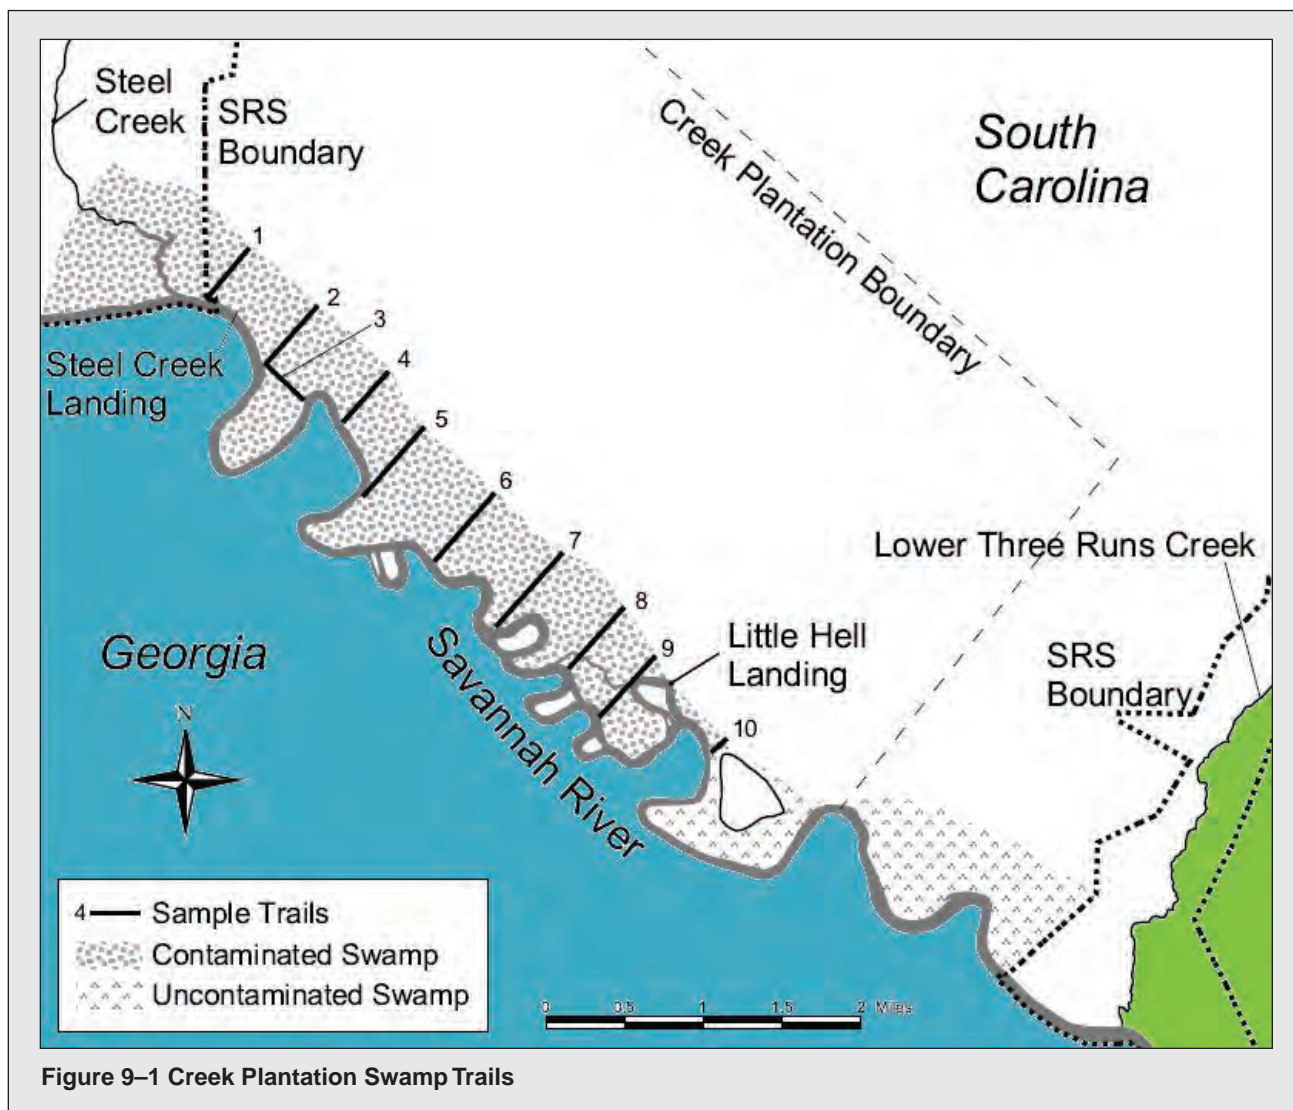 Steel
Creek
SRS
Boundary
Creek Plantation Boundary
South
Carolina
1
2
3
4
5
6
7
8
9
10
Steel Creek
Landing
Lower Three Runs Creek
Little Hell
Landing
SRS
Boundary
Georgia
N
Savannah River
4 Sample Trails
Contaminated Swamp
Uncontaminated Swamp
0 0.5 1 1.5 2 Miles
Figure 9–1 Creek Plantation Swamp Trails